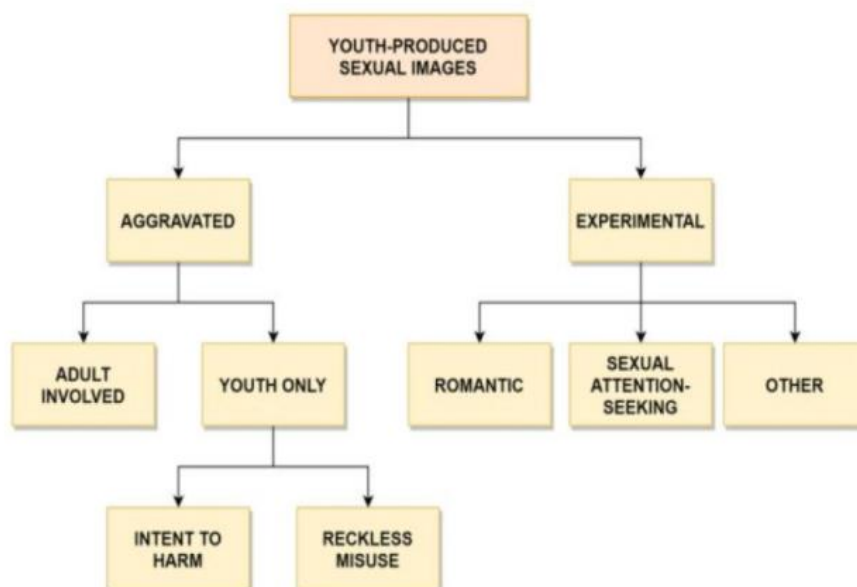 YOUTH-PRODUCED
SEXUAL IMAGES
AGGRAVATED
EXPERIMENTAL
ADULT
INVOLVED
YOUTH ONLY
ROMANTIC
SEXUAL
ATTENTION-
SEEKING
OTHER
INTENT TO
HARM
RECKLESS
MISUSE